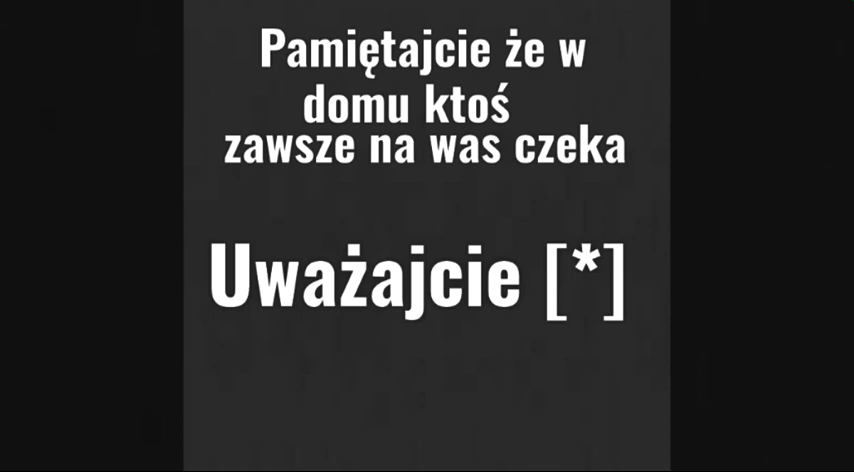 Pamiętajcie że w
domu ktoś
zawsze na was czeka
Uważajcie [*]